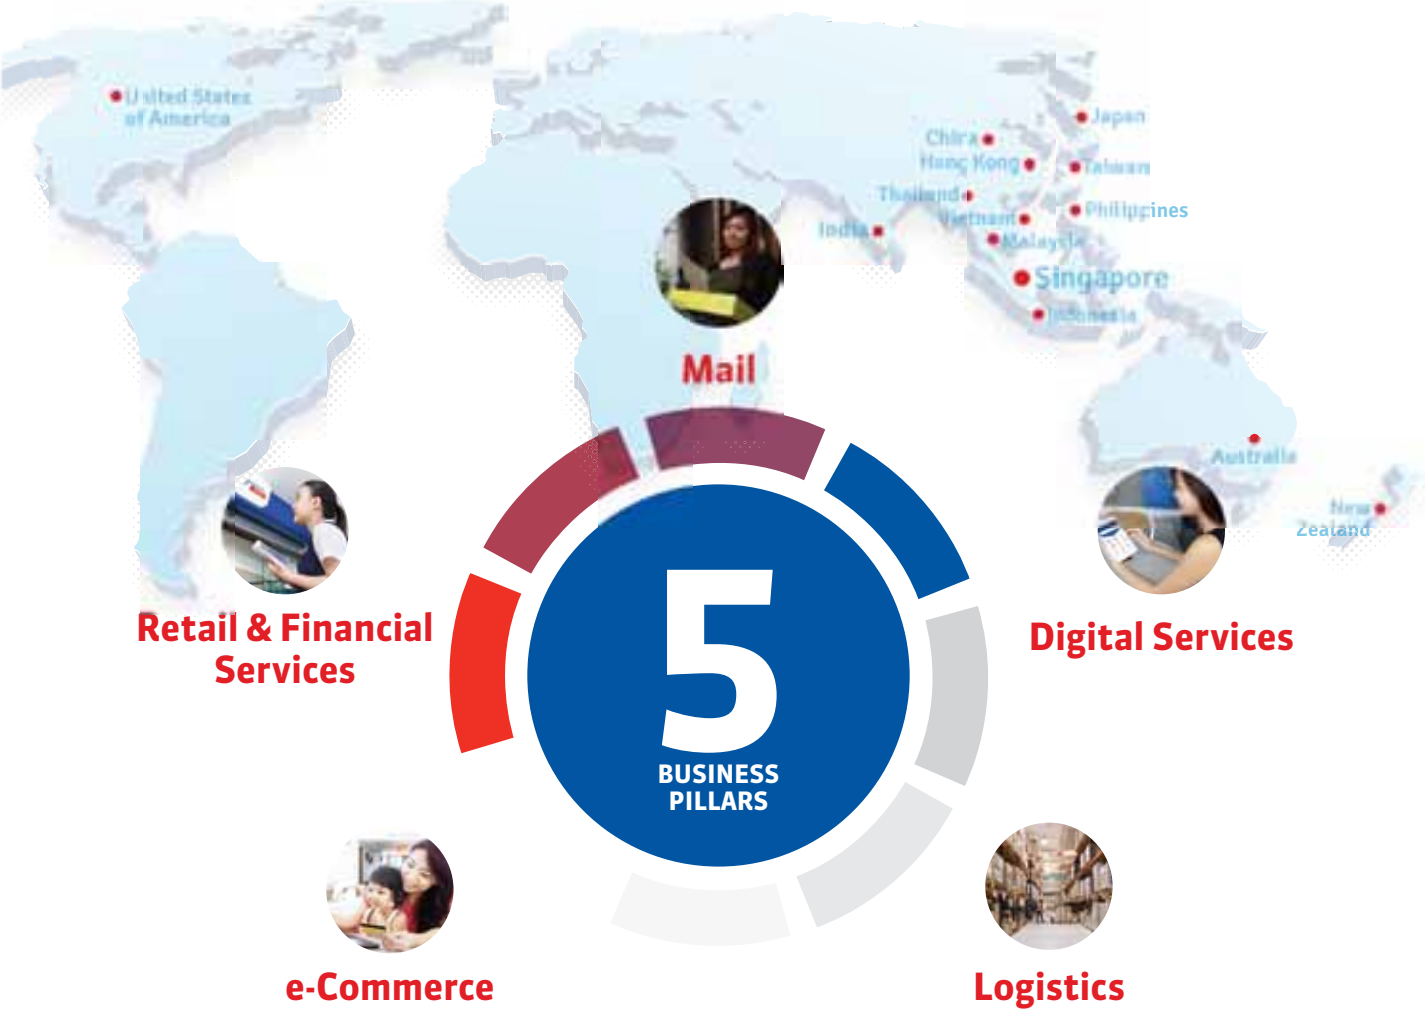 United States
of America
Japan
China
Hong Kong
Taiwan
Thailand
Philippines
Vietnam
India
Malaysia
Singapore
Indonesia
Mail
Australia
New
Zealand
Retail & Financial
Services
Digital Services
5
BUSINESS
PILLARS
e-Commerce
Logistics